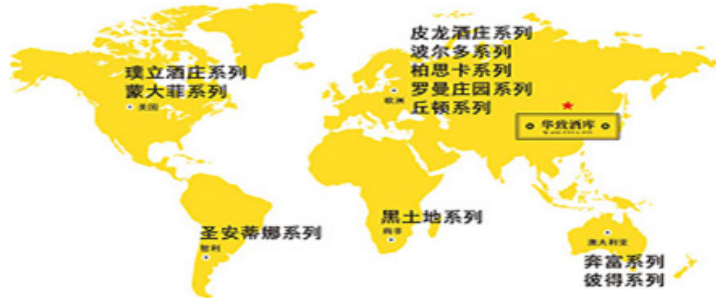 璞立酒庄系列
蒙大菲系列
美国
皮龙酒庄系列
波尔多系列
柏思卡系列
罗曼庄园系列
丘顿系列
欧洲
华致酒库
圣安蒂娜系列
智利
黑土地系列
南非
澳大利亚
奔富系列
彼得系列